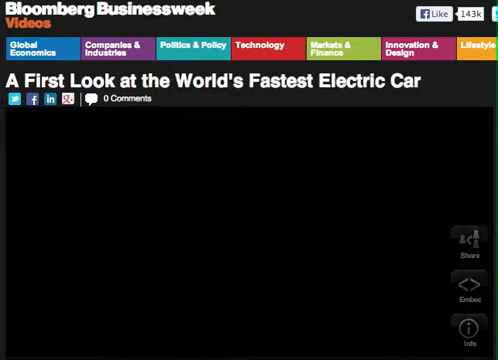 Bloomberg Businessweek
Videos
Like 143k
Global Economics
Companies & Industries
Politics & Policy
Technology
Markets & Finance
Innovation & Design
Lifestyle
A First Look at the World's Fastest Electric Car
0 Comments
Share
Embed
Info